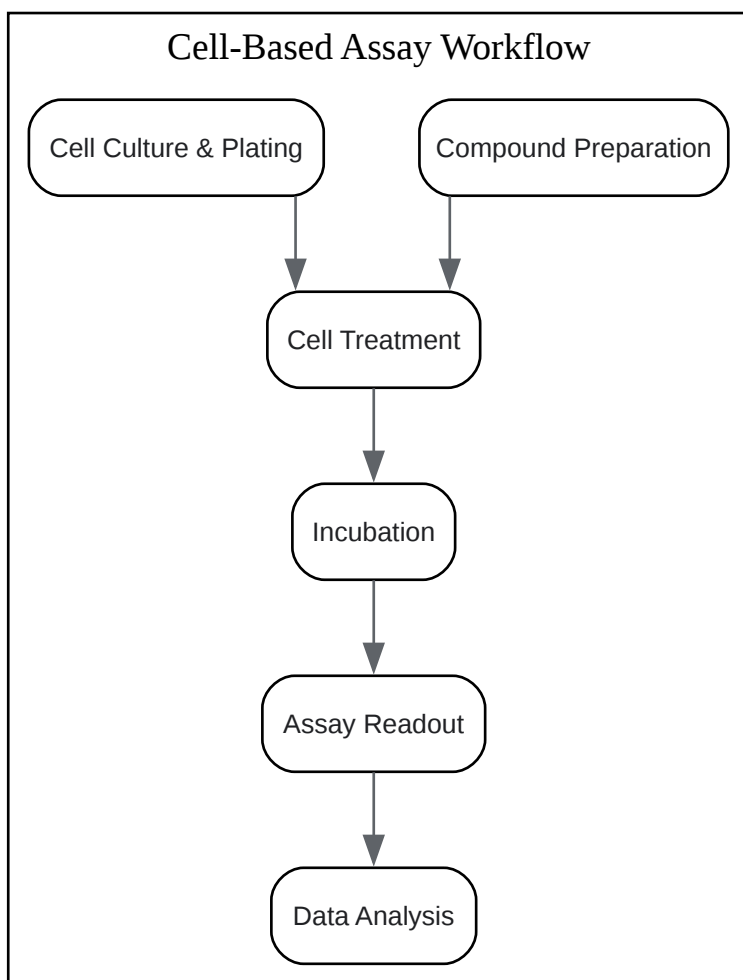 Cell-Based Assay Workflow
Cell Culture & Plating
Compound Preparation
Cell Treatment
Incubation
Assay Readout
Data Analysis